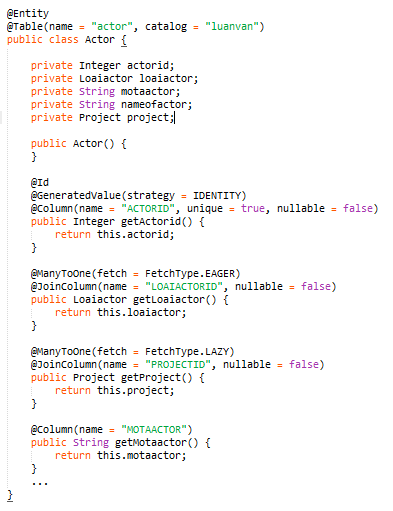 @Entity
@Table(name = "actor", catalog = "luanvan")
public class Actor {
private Integer actorid;
private Loaiactor loaiactor;
private String motaactor;
private String nameofactor;
private Project project;
public Actor() {
}
@Id
@GeneratedValue(strategy = IDENTITY)
@Column(name = "ACTORID", unique = true, nullable = false)
public Integer getActorid() {
return this.actorid;
}
@ManyToOne(fetch = FetchType.EAGER)
@JoinColumn(name = "LOAIACTORID", nullable = false)
public Loaiactor getLoaiactor() {
return this.loaiactor;
}
@ManyToOne(fetch = FetchType.LAZY)
@JoinColumn(name = "PROJECTID", nullable = false)
public Project getProject() {
return this.project;
}
@Column(name = "MOTAACTOR")
public String getMotaactor() {
return this.motaactor;
}
...
}